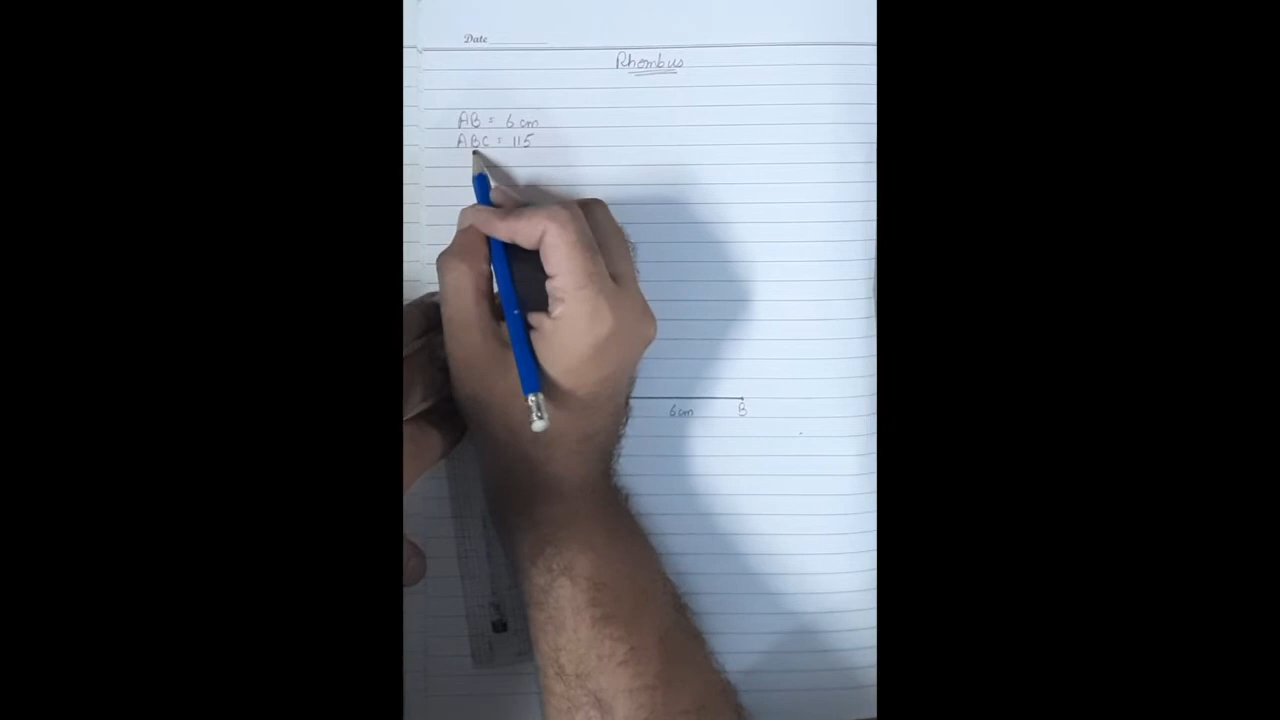 Date
Rhombus
AB = 6 cm
ABC = 115
6cm B